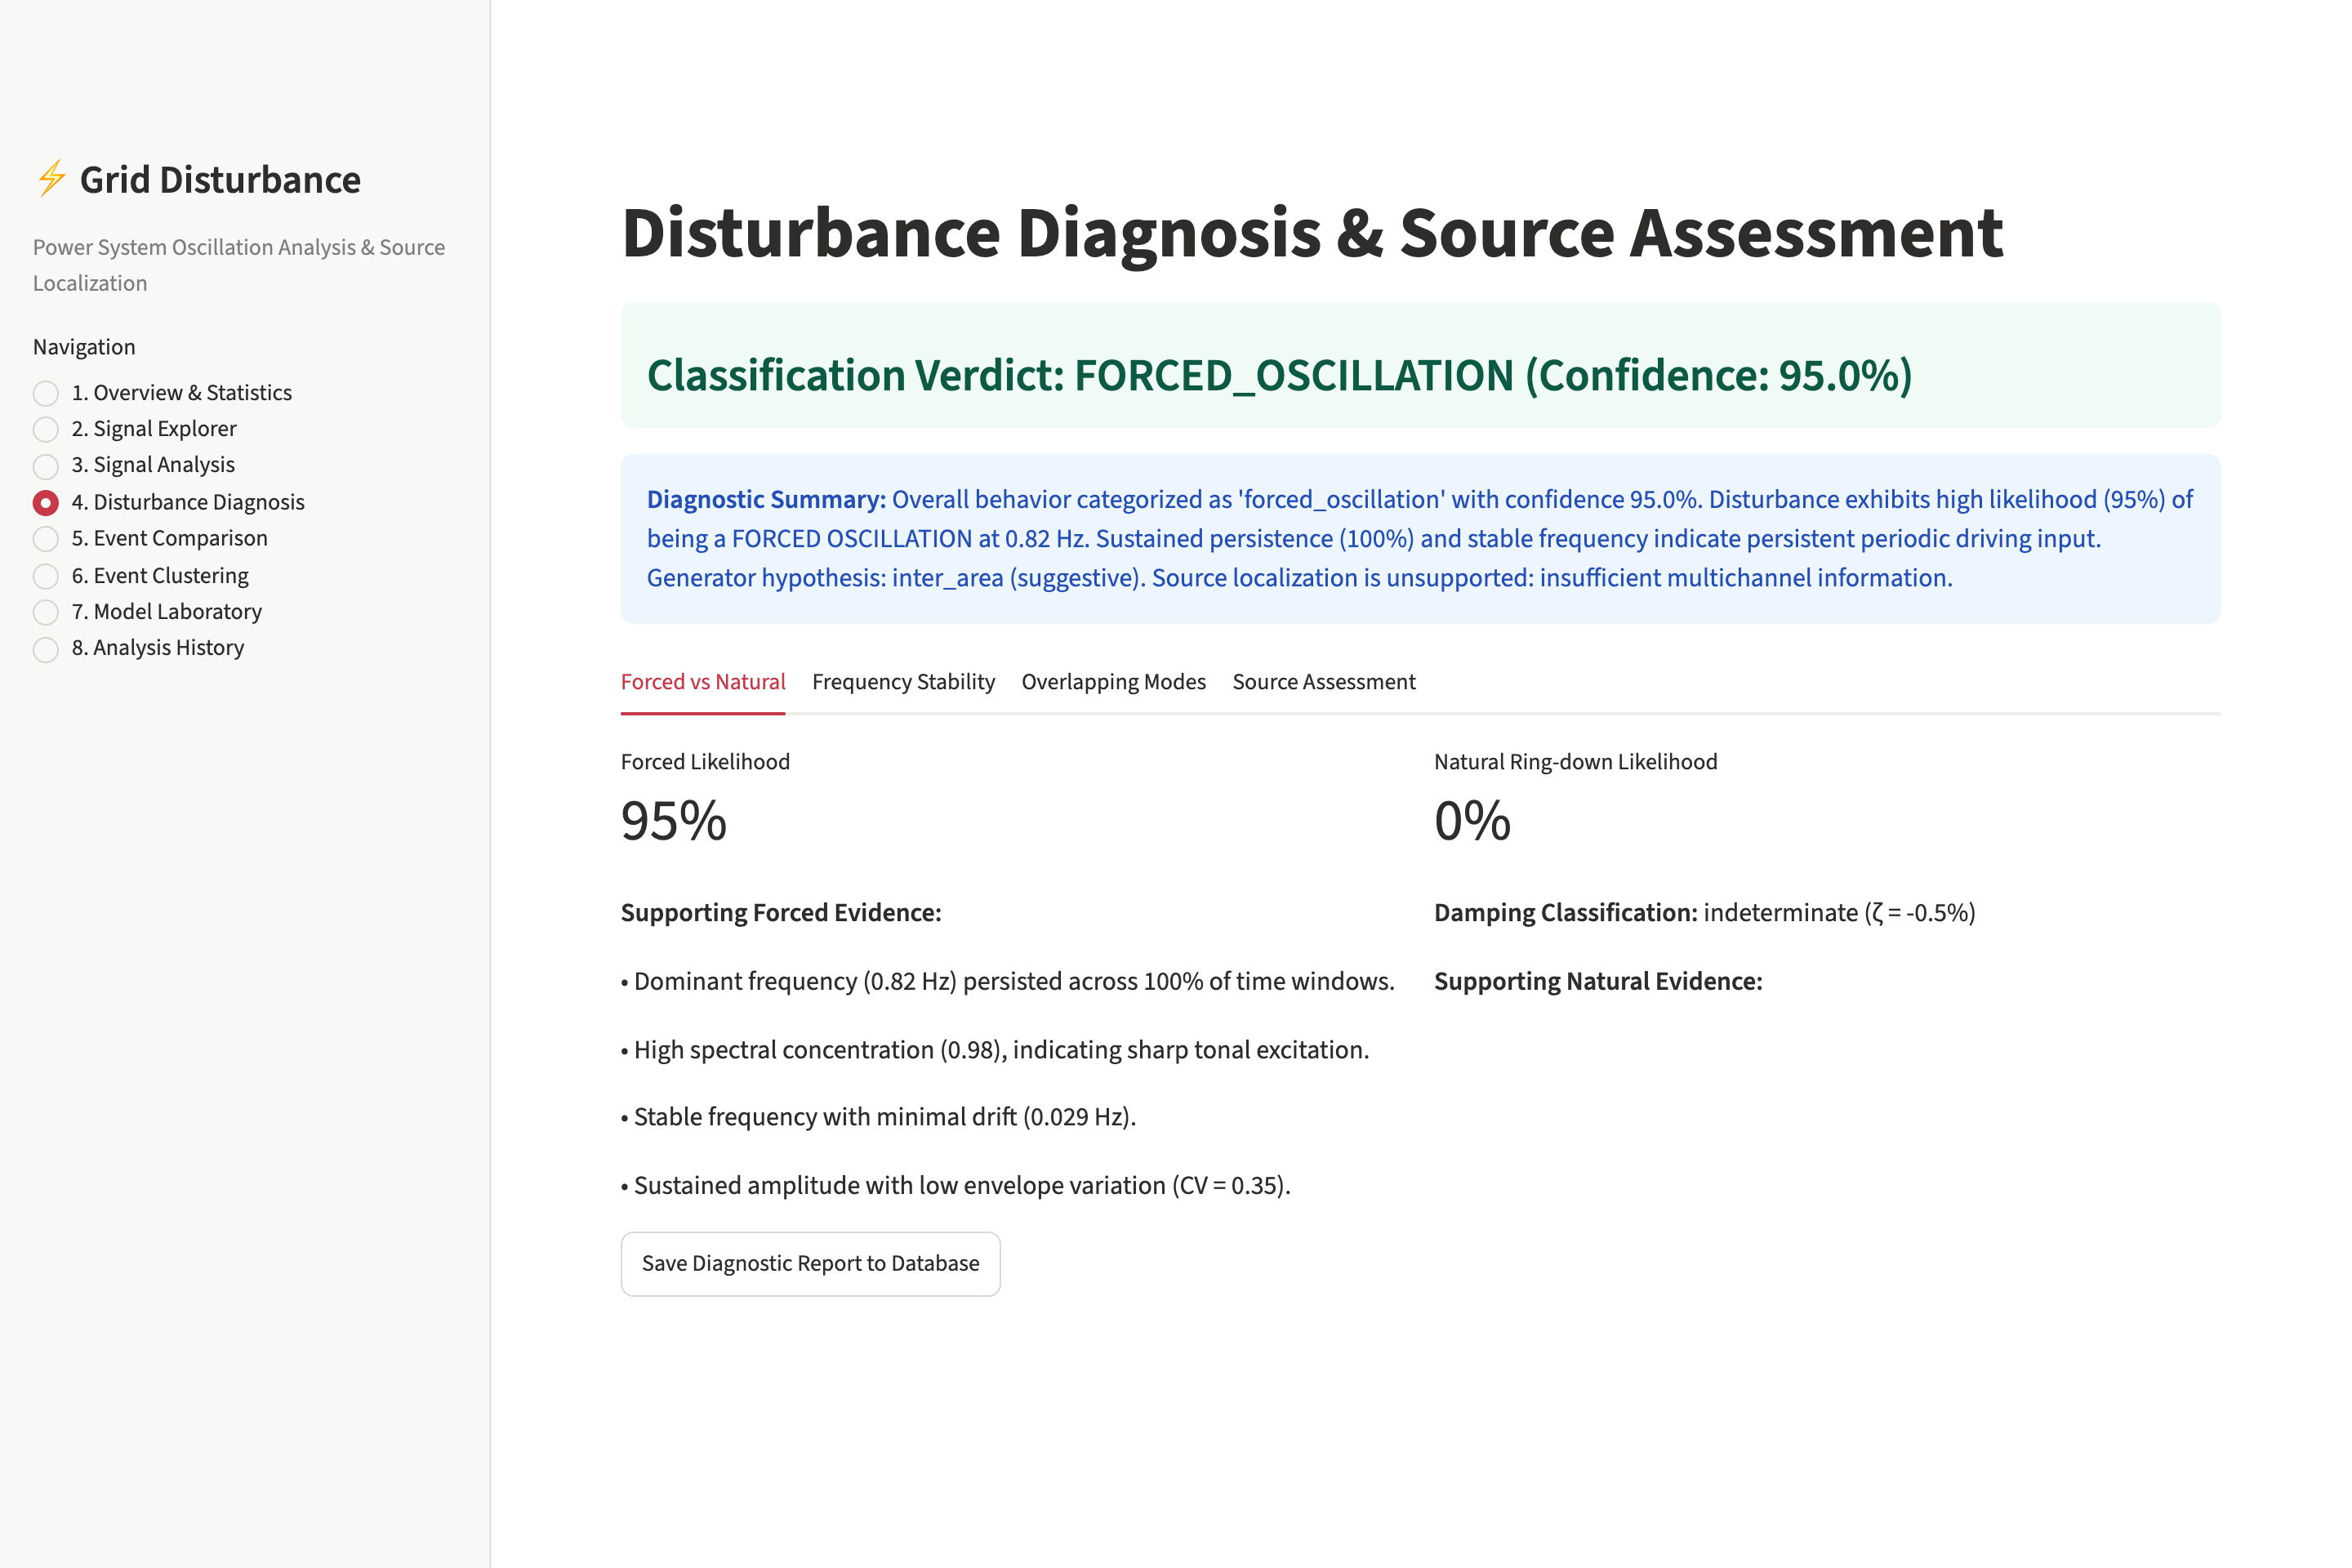 ⚡ Grid Disturbance
Power System Oscillation Analysis & Source
Localization
Navigation
1. Overview & Statistics
2. Signal Explorer
3. Signal Analysis
4. Disturbance Diagnosis
5. Event Comparison
6. Event Clustering
7. Model Laboratory
8. Analysis History
Disturbance Diagnosis & Source Assessment
Classification Verdict: FORCED_OSCILLATION (Confidence: 95.0%)
Diagnostic Summary: Overall behavior categorized as 'forced_oscillation' with confidence 95.0%. Disturbance exhibits high likelihood (95%) of
being a FORCED OSCILLATION at 0.82 Hz. Sustained persistence (100%) and stable frequency indicate persistent periodic driving input.
Generator hypothesis: inter_area (suggestive). Source localization is unsupported: insufficient multichannel information.
Forced vs Natural Frequency Stability Overlapping Modes Source Assessment
Forced Likelihood
95%
Supporting Forced Evidence:
• Dominant frequency (0.82 Hz) persisted across 100% of time windows.
• High spectral concentration (0.98), indicating sharp tonal excitation.
• Stable frequency with minimal drift (0.029 Hz).
• Sustained amplitude with low envelope variation (CV = 0.35).
Natural Ring-down Likelihood
0%
Damping Classification: indeterminate (ζ = -0.5%)
Supporting Natural Evidence:
Save Diagnostic Report to Database